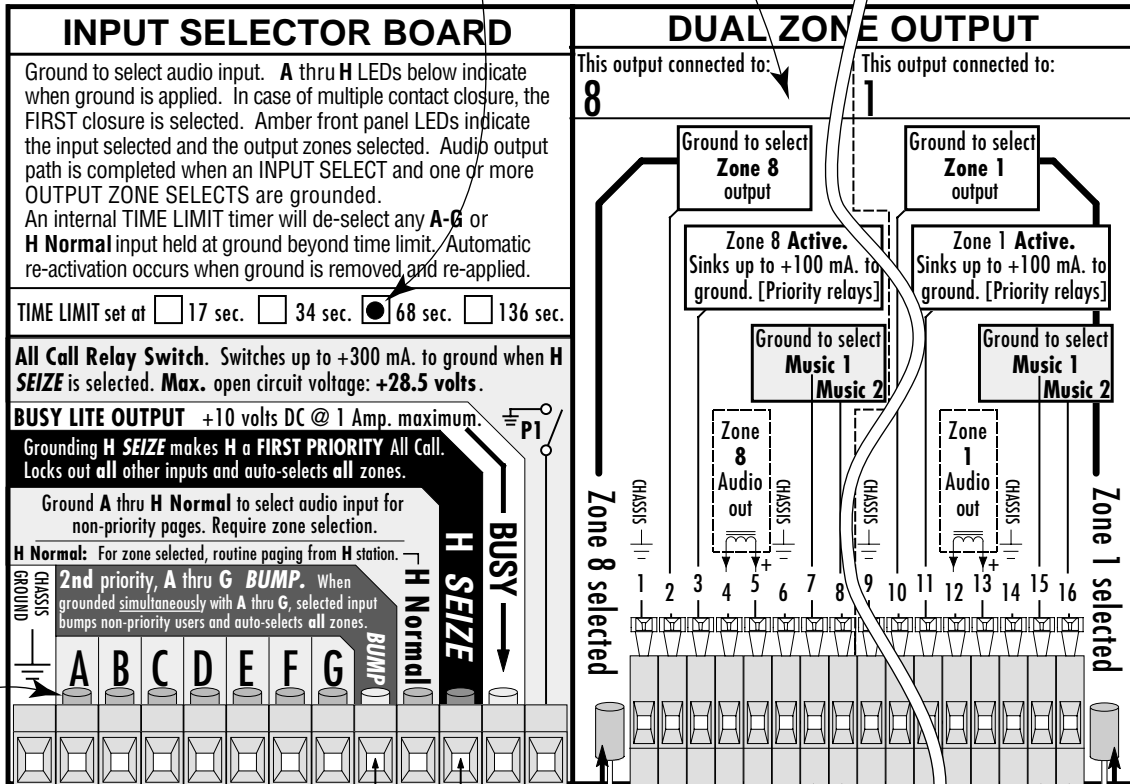 INPUT SELECTOR BOARD
Ground to select audio input. A thru H LEDs below indicate
when ground is applied. In case of multiple contact closure, the
FIRST closure is selected. Amber front panel LEDs indicate
the input selected and the output zones selected. Audio output
path is completed when an INPUT SELECT and one or more
OUTPUT ZONE SELECTS are grounded.
An internal TIME LIMIT timer will de-select any A-G or
H Normal input held at ground beyond time limit. Automatic
re-activation occurs when ground is removed and re-applied.
TIME LIMIT set at 17 sec. 34 sec. 68 sec. 136 sec.
All Call Relay Switch. Switches up to +300 mA. to ground when H
SEIZE is selected. Max. open circuit voltage: +28.5 volts.
BUSY LITE OUTPUT +10 volts DC @ 1 Amp. maximum.
P1
Grounding H SEIZE makes H a FIRST PRIORITY All Call.
Locks out all other inputs and auto-selects all zones.
Ground A thru H Normal to select audio input for
non-priority pages. Require zone selection.
H Normal: For zone selected, routine paging from H station.
CHASSIS
GROUND
2nd priority, A thru G BUMP. When
grounded simultaneously with A thru G, selected input
bumps non-priority users and auto-selects all zones.
A B C D E F G
BUMP
H Normal
H SEIZE
BUSY
DUAL ZONE OUTPUT
This output connected to:
8
This output connected to:
1
Ground to select
Zone 8
output
Ground to select
Zone 1
output
Zone 8 Active.
Sinks up to +100 mA. to
ground. [Priority relays]
Zone 1 Active.
Sinks up to +100 mA. to
ground. [Priority relays]
Ground to select
Music 1
Music 2
Ground to select
Music 1
Music 2
Zone
8
Audio
out
Zone
1
Audio
out
CHASSIS
CHASSIS
CHASSIS
CHASSIS
+
+
Zone 8 selected
Zone 1 selected
1 2 3 4 5 6 7 8 9 10 11 12 13 14 15 16